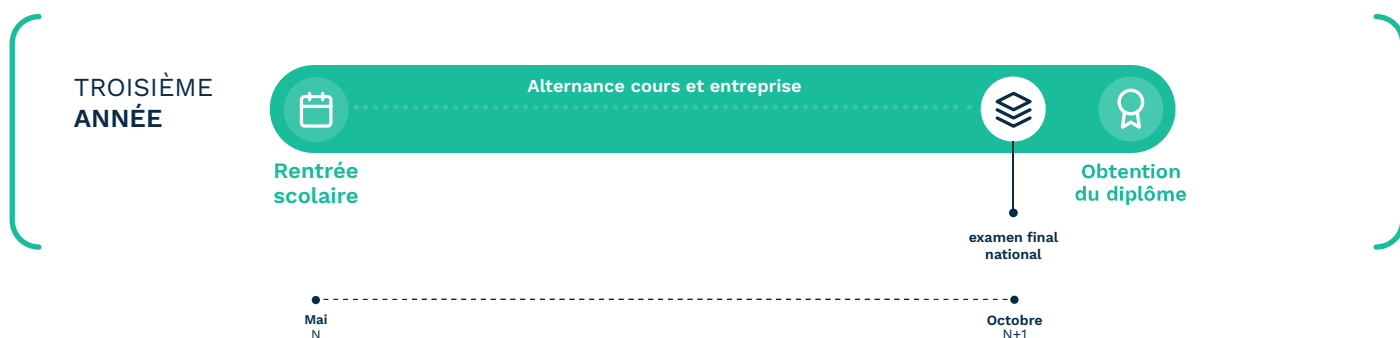 TROISIÈME
ANNÉE
Alternance cours et entreprise
Rentrée
scolaire
Obtention
du diplôme
examen final
national
Mai
N
Octobre
N+1